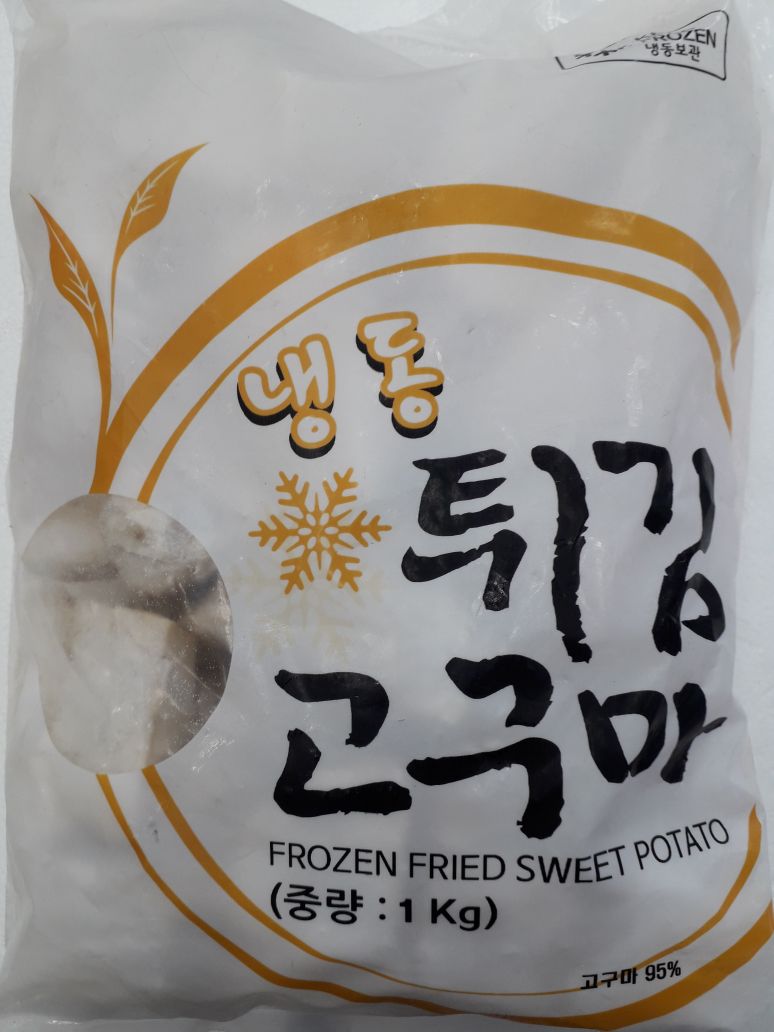 FROZEN
냉동보관
냉동
튀김
고구마
FROZEN FRIED SWEET POTATO
(중량 : 1 Kg)
고구마 95%